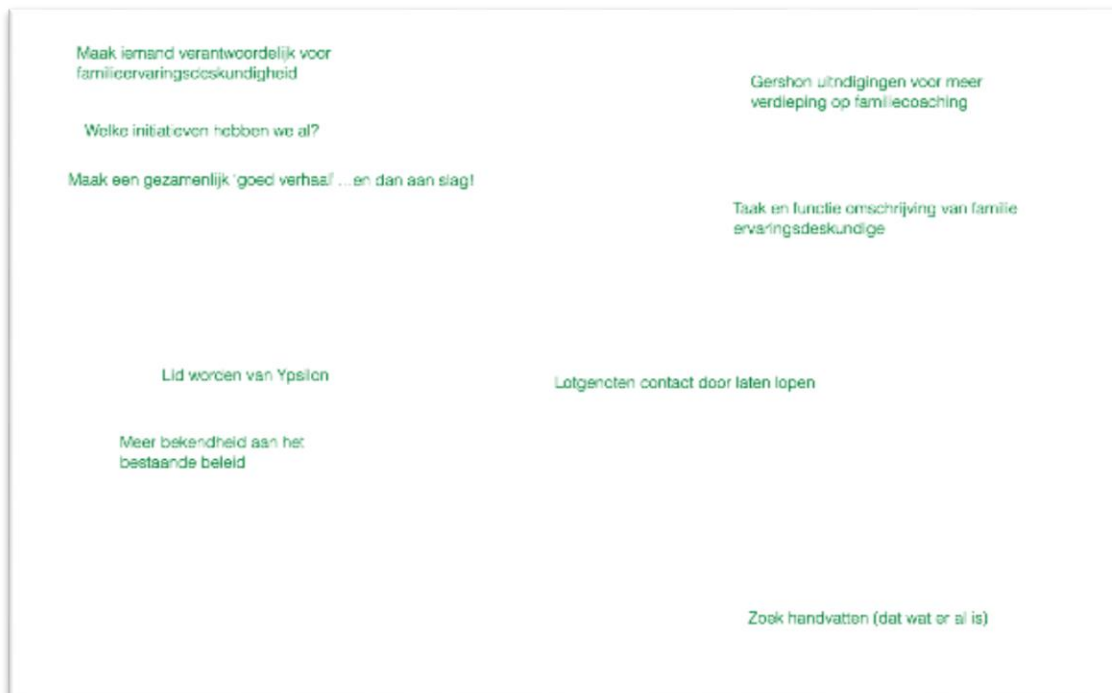 Maak iemand verantwoordelijk voor
familieervaringsdeskundigheid
Gershon uitndigingen voor meer
verdieping op familiecoaching
Welke initiatieven hebben we al?
Maak een gezamenlijk 'goed verhaal' ...en dan aan slag!
Taak en functie omschrijving van familie
ervaringsdeskundige
Lid worden van Ypsilon
Lotgenoten contact door laten lopen
Meer bekendheid aan het
bestaande beleid
Zoek handvatten (dat wat er al is)